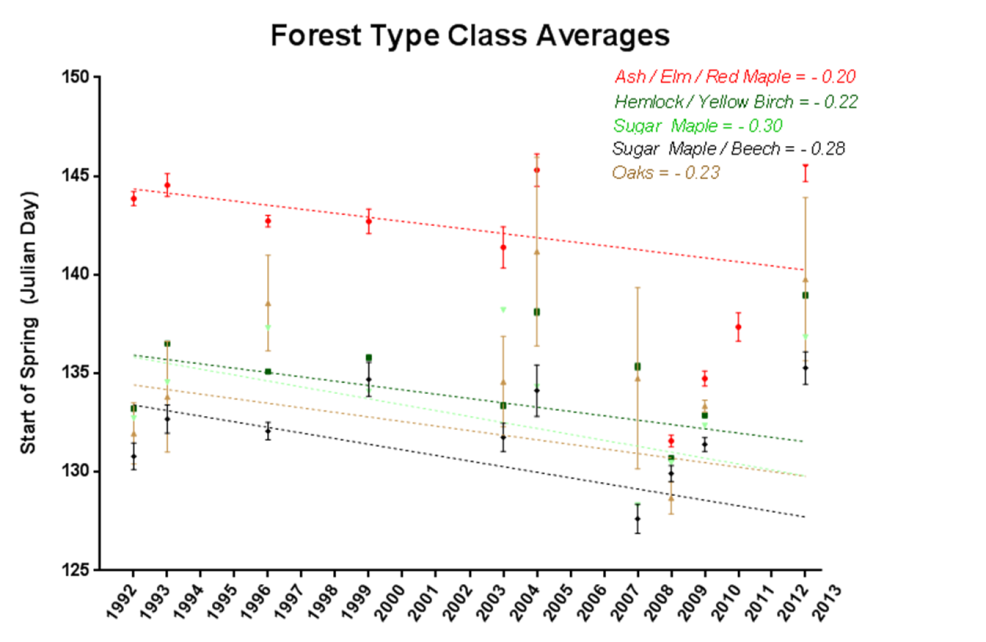 Forest Type Class Averages
Ash / Elm / Red Maple = - 0.20
Hemlock / Yellow Birch = - 0.22
Sugar Maple = - 0.30
Sugar Maple / Beech = - 0.28
Oaks = - 0.23
Start of Spring (Julian Day)
150
145
140
135
130
125
1992 1993 1994 1995 1996 1997 1998 1999 2000 2001 2002 2003 2004 2005 2006 2007 2008 2009 2010 2011 2012 2013